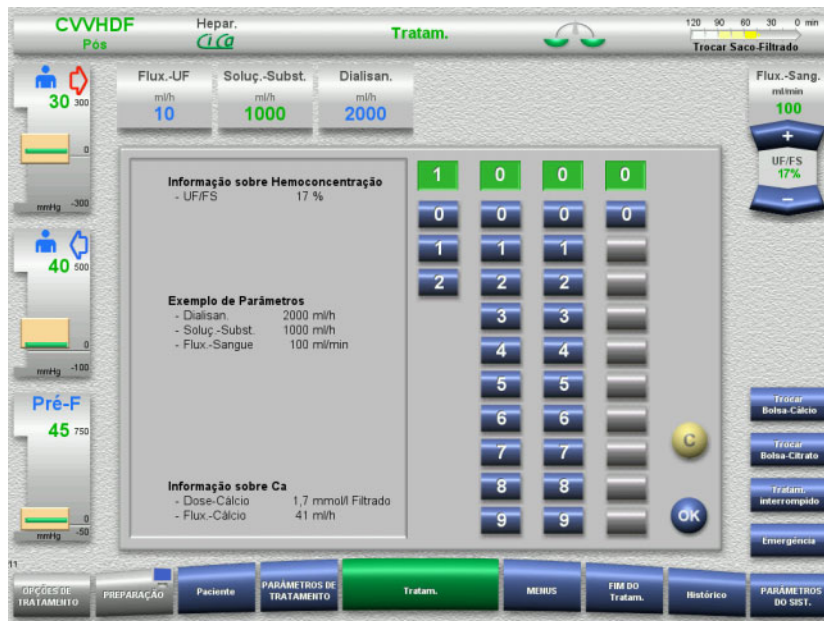 CVVHDF
Pós
Hepar.
CiCa
Tratam.
120 90 60 30 0 min
Trocar Saco-Filtrado
30 300
0
mmHg -300
40 500
0
mmHg -100
Pré-F
45 750
0
mmHg -50
Flux.-UF
ml/h
10
Soluç.-Subst.
ml/h
1000
Dialisan.
ml/h
2000
Flux.-Sang.
ml/min
100
+
UF/FS
17%
−
Informação sobre Hemoconcentração
- UF/FS 17 %
Exemplo de Parâmetros
- Dialisan. 2000 ml/h
- Soluç.-Subst. 1000 ml/h
- Flux.-Sangue 100 ml/min
Informação sobre Ca
- Dose-Cálcio 1,7 mmol/l Filtrado
- Flux.-Cálcio 41 ml/h
1 0 0 0
0 0 0 0
1 1 1
2 2 2
3 3
4 4
5 5
6 6
7 7
8 8
9 9
C
OK
Trocar
Bolsa-Cálcio
Trocar
Bolsa-Citrato
Tratam.
interrompido
Emergência
11
OPÇÕES DE
TRATAMENTO
PREPARAÇÃO
Paciente
PARÂMETROS DE
TRATAMENTO
Tratam.
MENUS
FIM DO
Tratam.
Histórico
PARÂMETROS
DO SIST.